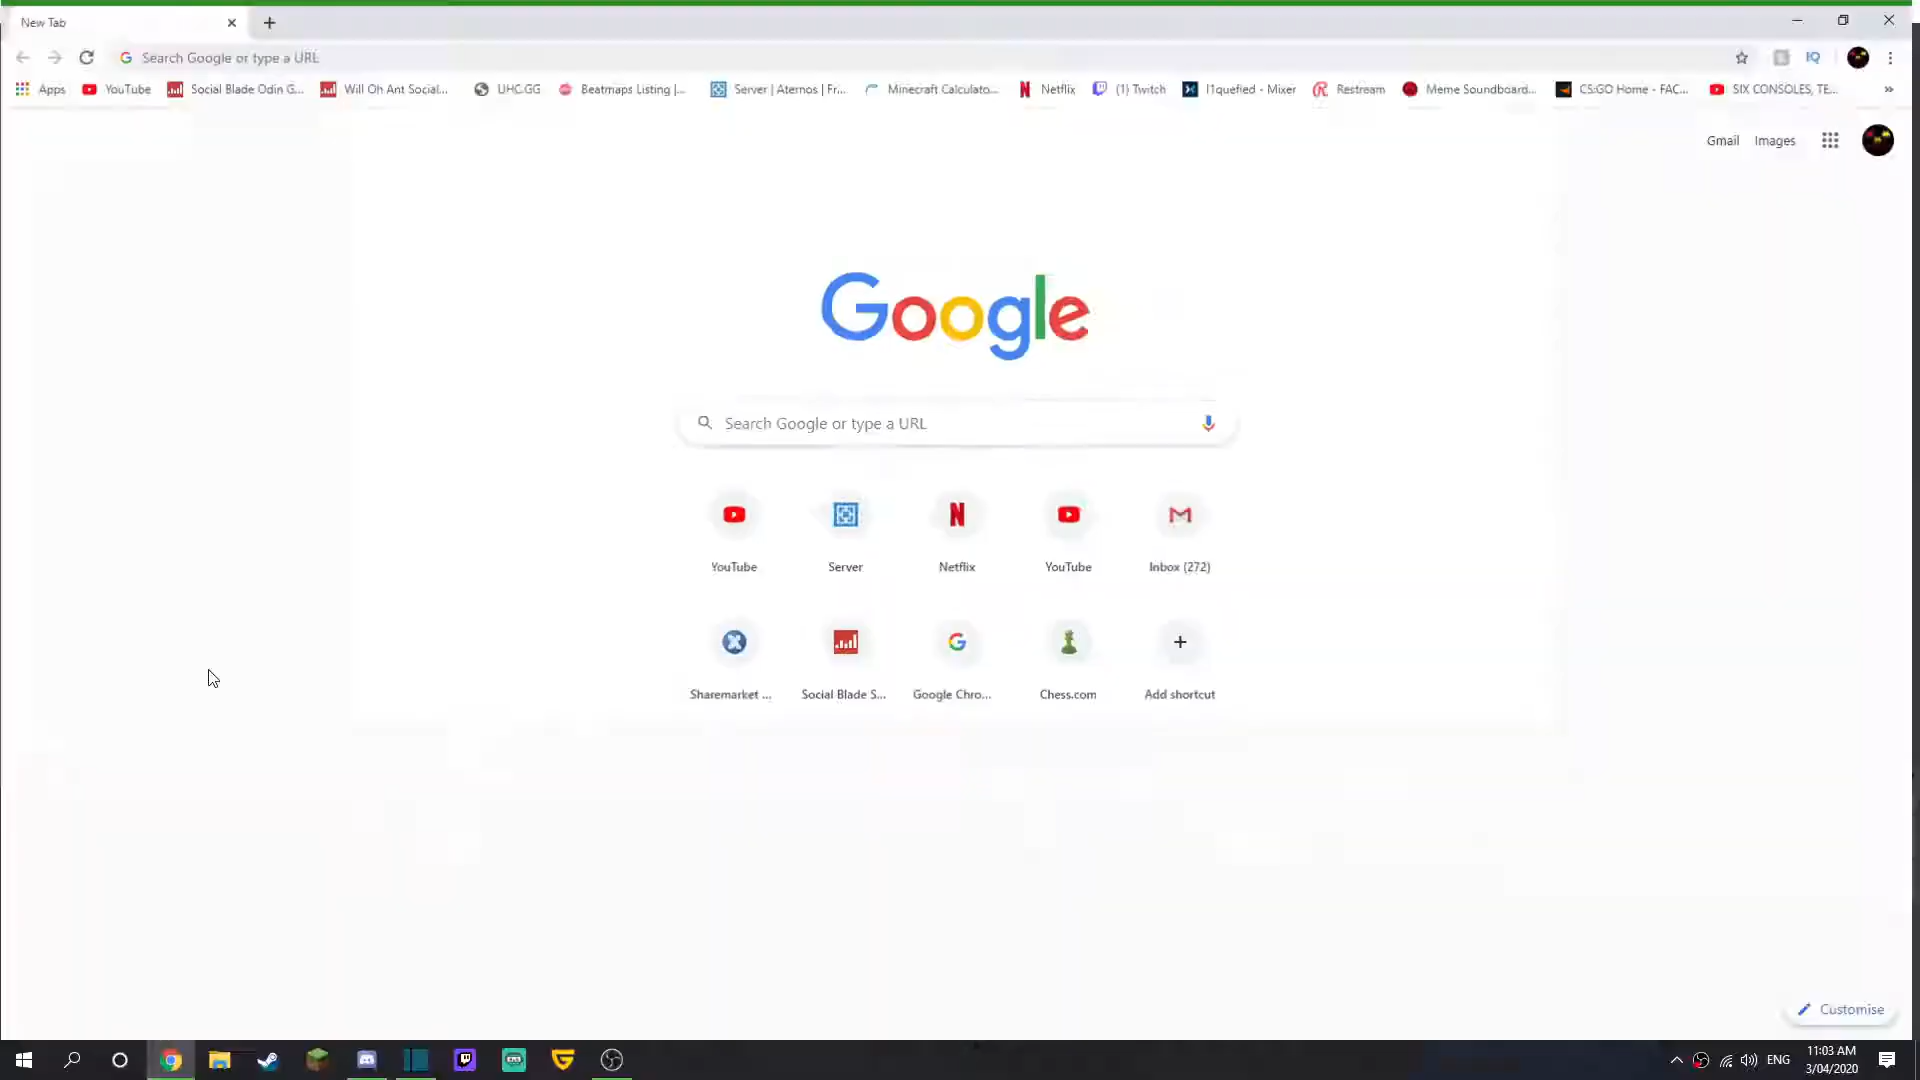 New Tab
Search Google or type a URL
Apps YouTube Social Blade Odin G... Will Oh Ant Social... UHC.GG Beatmaps Listing |... Server | Aternos | Fr... Minecraft Calculato... Netflix (1) Twitch l1quefied - Mixer Restream Meme Soundboard... CS:GO Home - FAC... SIX CONSOLES, TE... »
Gmail Images
Google
Search Google or type a URL
YouTube Server Netflix YouTube Inbox (272)
Sharemarket ... Social Blade S... Google Chro... Chess.com Add shortcut
Customise
ENG 11:03 AM
3/04/2020